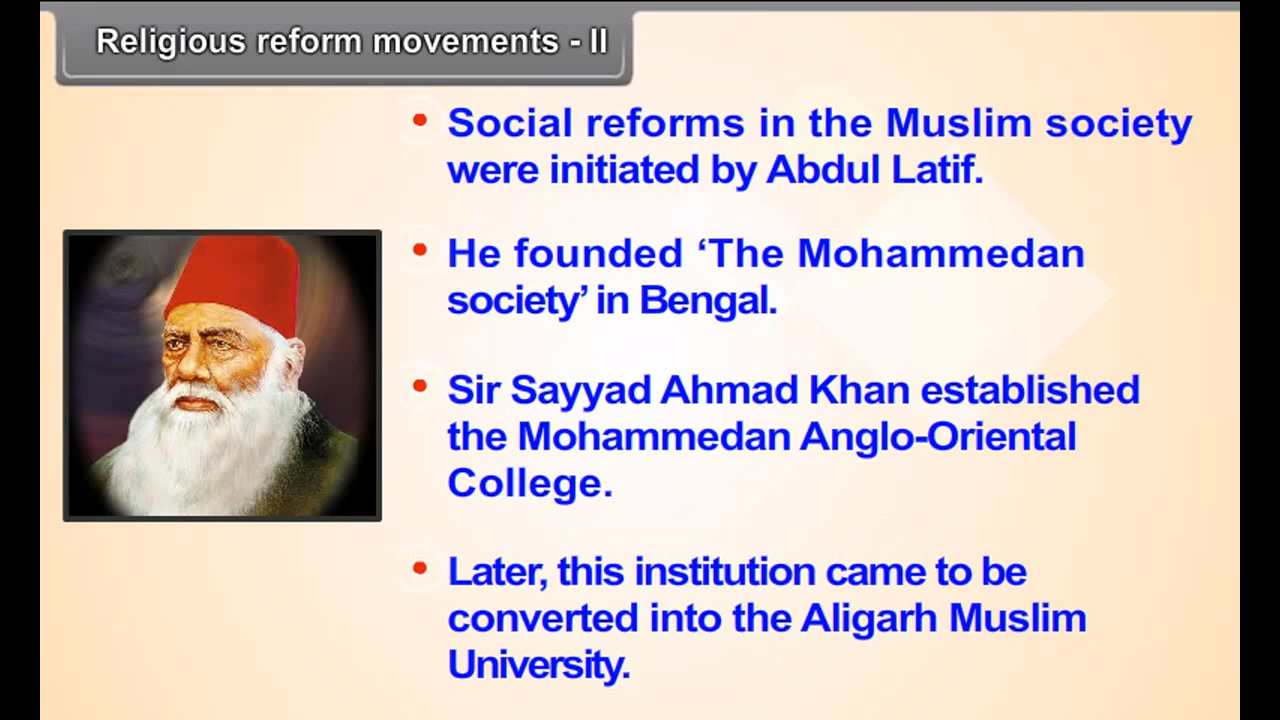 Religious reform movements - II
• Social reforms in the Muslim society
were initiated by Abdul Latif.
• He founded ‘The Mohammedan
society’ in Bengal.
• Sir Sayyad Ahmad Khan established
the Mohammedan Anglo-Oriental
College.
• Later, this institution came to be
converted into the Aligarh Muslim
University.